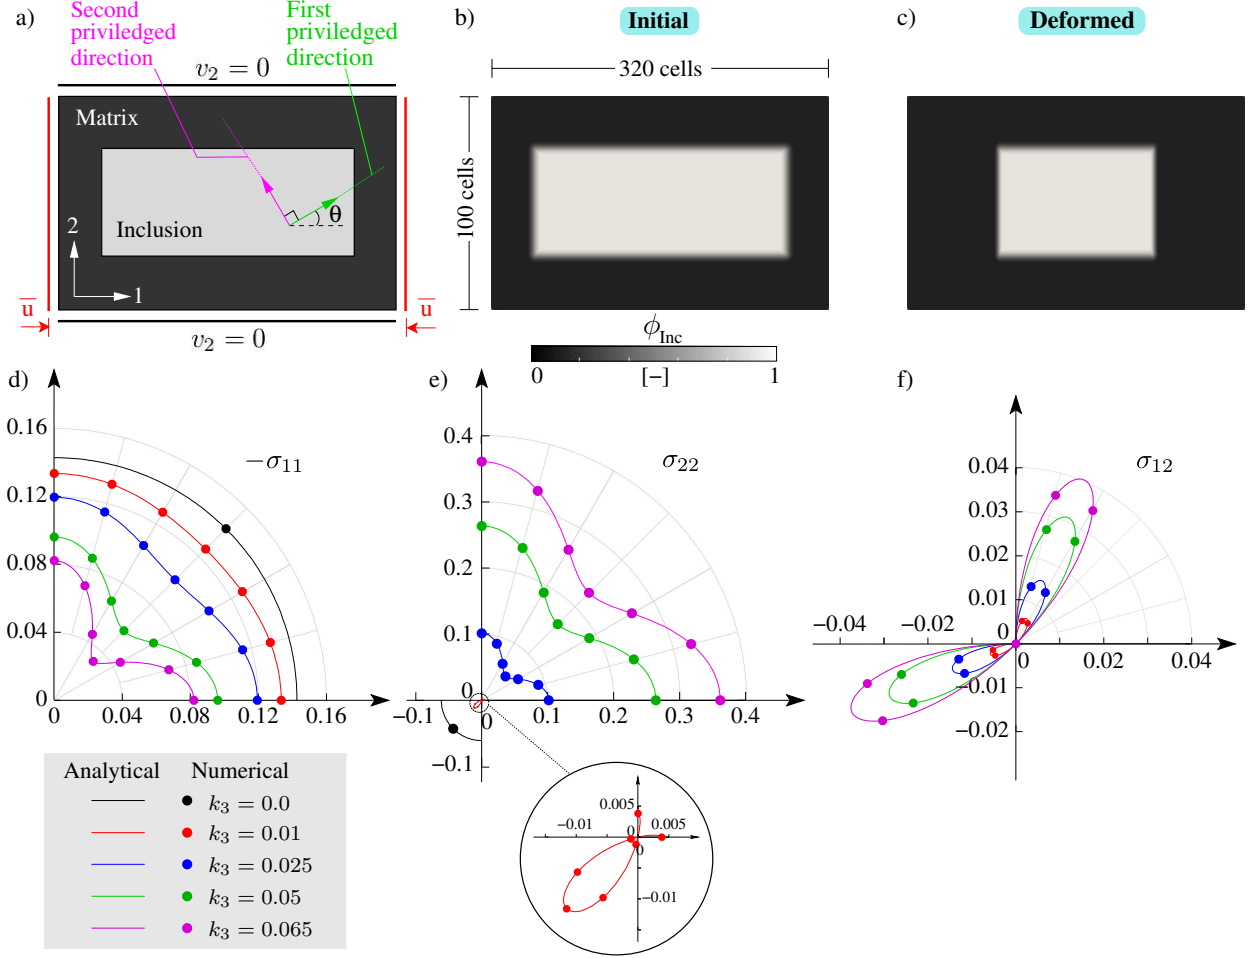 a)
Second
priviledged
direction
First
priviledged
direction
v₂ = 0
Matrix
θ
Inclusion
2
1
u̅
u̅
v₂ = 0
b)
Initial
320 cells
100 cells
ϕ_Inc
0
[−]
1
c)
Deformed
d)
−σ₁₁
0.16
0.12
0.08
0.04
0
0
0.04
0.08
0.12
0.16
e)
σ₂₂
0.4
0.3
0.2
0.1
0
−0.1
0
0.1
0.2
0.3
0.4
−0.1
0.005
−0.01
0
0.005
0
−0.01
f)
σ₁₂
0.04
0.03
0.02
0.01
0
−0.04
−0.02
0
0.02
0.04
−0.01
−0.02
Analytical Numerical
k₃ = 0.0
k₃ = 0.01
k₃ = 0.025
k₃ = 0.05
k₃ = 0.065